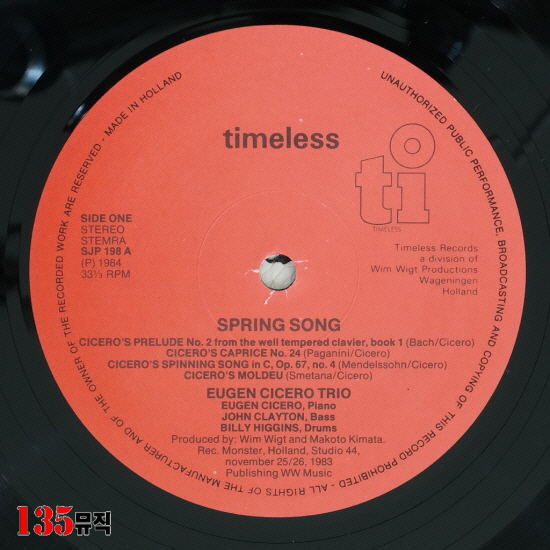 timeless
ti
TIMELESS
SIDE ONE
STEREO
STEMRA
SJP 198 A
(P) 1984
33⅓ RPM
Timeless Records
a division of
Wim Wigt Productions
Wageningen
Holland
SPRING SONG
CICERO'S PRELUDE No. 2 from the well tempered clavier, book 1 (Bach/Cicero)
CICERO'S CAPRICE No. 24 (Paganini/Cicero)
CICERO'S SPINNING SONG in C, Op. 67, no. 4 (Mendelssohn/Cicero)
CICERO'S MOLDEU (Smetana/Cicero)
EUGEN CICERO TRIO
EUGEN CICERO, Piano
JOHN CLAYTON, Bass
BILLY HIGGINS, Drums
Produced by: Wim Wigt and Makoto Kimata.
Rec. Monster, Holland, Studio 44,
november 25/26, 1983
Publishing WW Music
UNAUTHORIZED PUBLIC PERFORMANCE, BROADCASTING AND COPYING OF THIS RECORD PROHIBITED - ALL RIGHTS OF THE MANUFACTURER AND OF THE OWNER OF THE RECORDED WORK ARE RESERVED - MADE IN HOLLAND
135뮤직